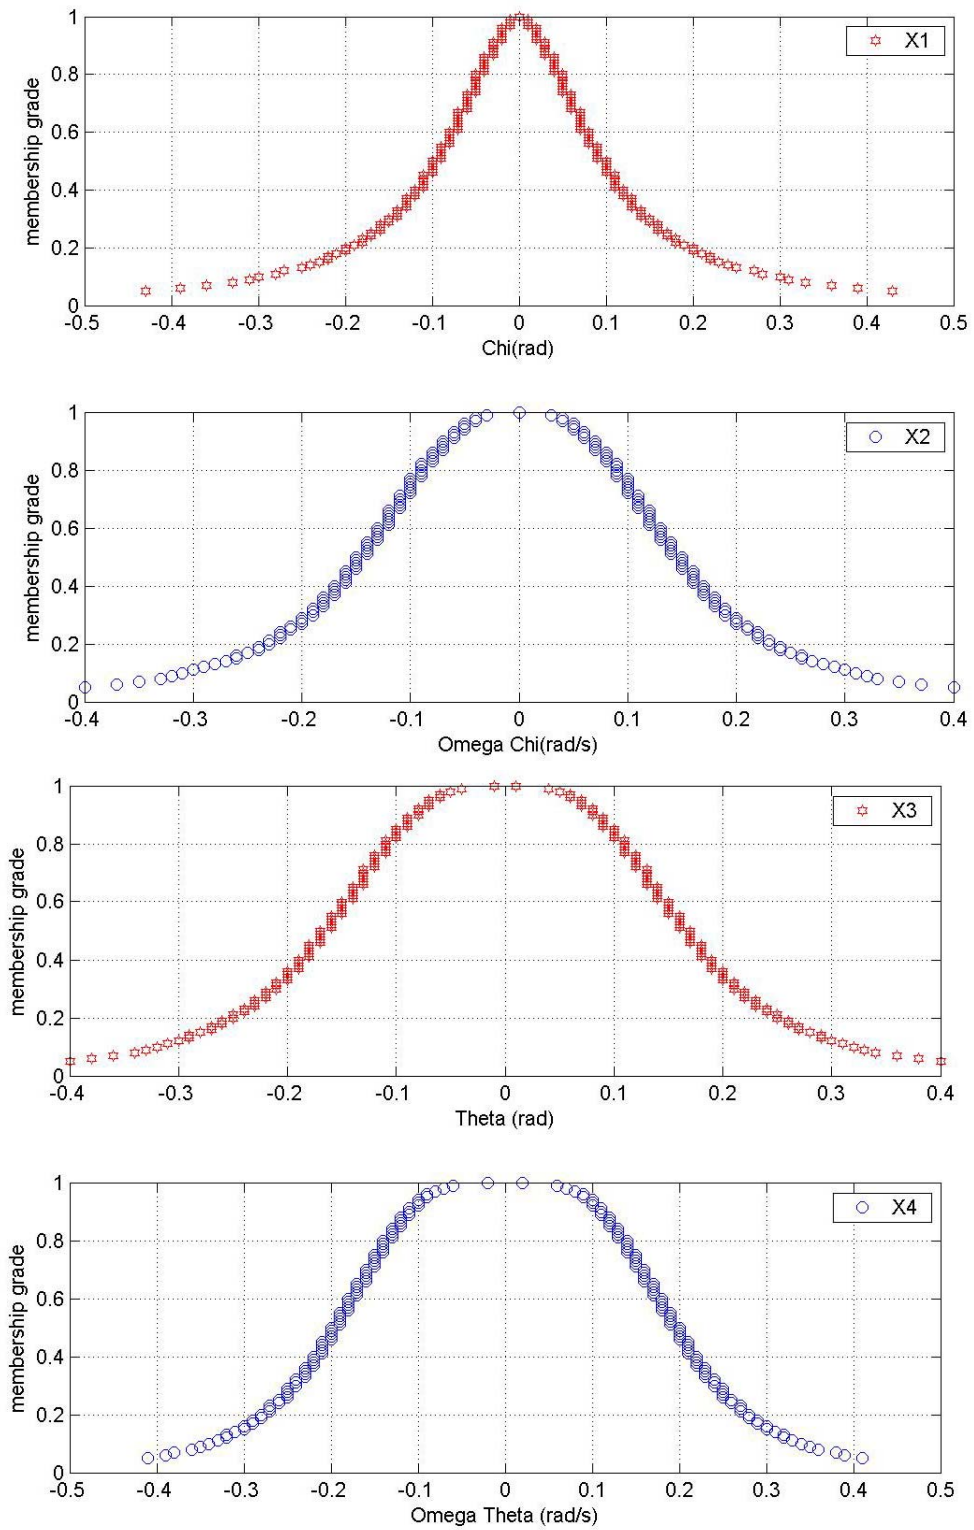 1
0.8
0.6
0.4
0.2
0
membership grade
X1
-0.5 -0.4 -0.3 -0.2 -0.1 0 0.1 0.2 0.3 0.4 0.5
Chi(rad)
1
0.8
0.6
0.4
0.2
0
membership grade
X2
-0.4 -0.3 -0.2 -0.1 0 0.1 0.2 0.3 0.4
Omega Chi(rad/s)
1
0.8
0.6
0.4
0.2
0
membership grade
X3
-0.4 -0.3 -0.2 -0.1 0 0.1 0.2 0.3 0.4
Theta (rad)
1
0.8
0.6
0.4
0.2
0
membership grade
X4
-0.5 -0.4 -0.3 -0.2 -0.1 0 0.1 0.2 0.3 0.4 0.5
Omega Theta (rad/s)